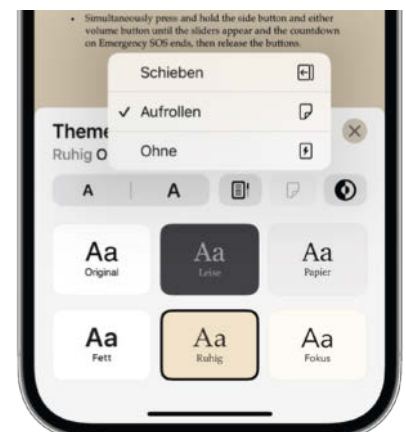 • Simultaneously press and hold the side button and either
volume button until the sliders appear and the countdown
on Emergency SOS ends, then release the buttons.
Schieben
✓ Aufrollen
Ohne
Theme
Ruhig O
A A
Aa
Original
Aa
Leise
Aa
Papier
Aa
Fett
Aa
Ruhig
Aa
Fokus